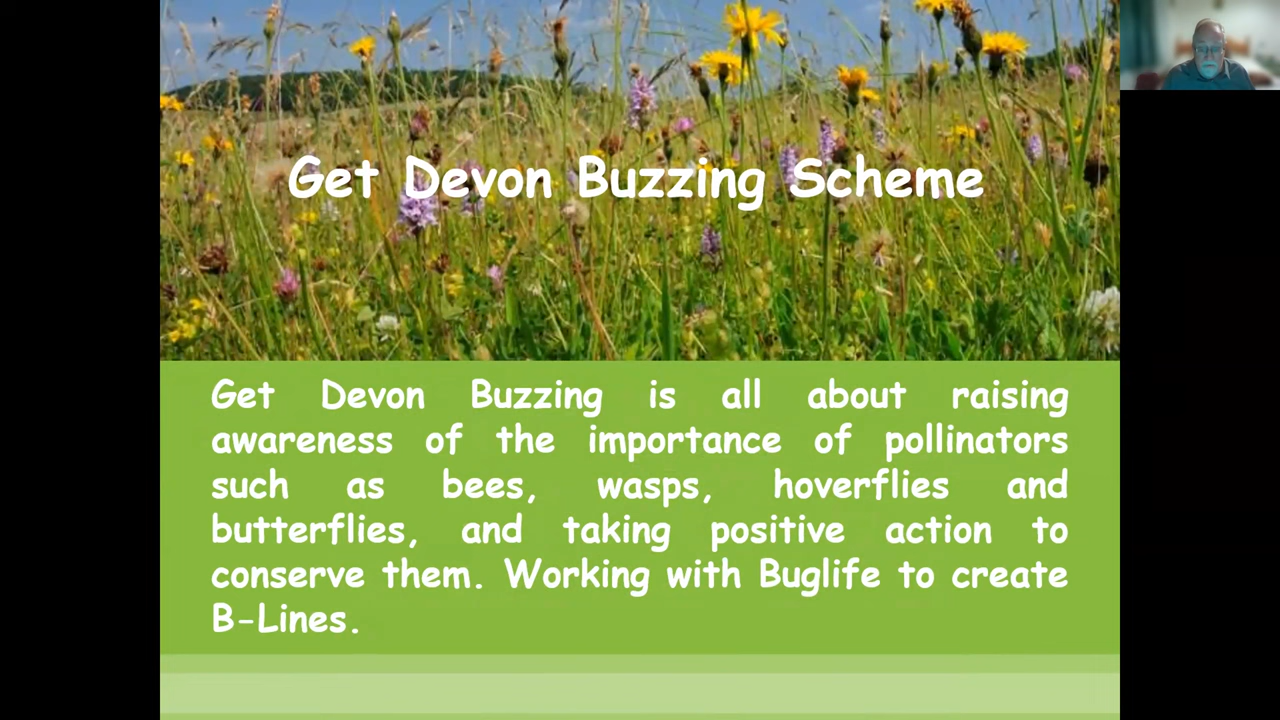 Get Devon Buzzing Scheme
Get Devon Buzzing is all about raising
awareness of the importance of pollinators
such as bees, wasps, hoverflies and
butterflies, and taking positive action to
conserve them. Working with Buglife to create
B-Lines.